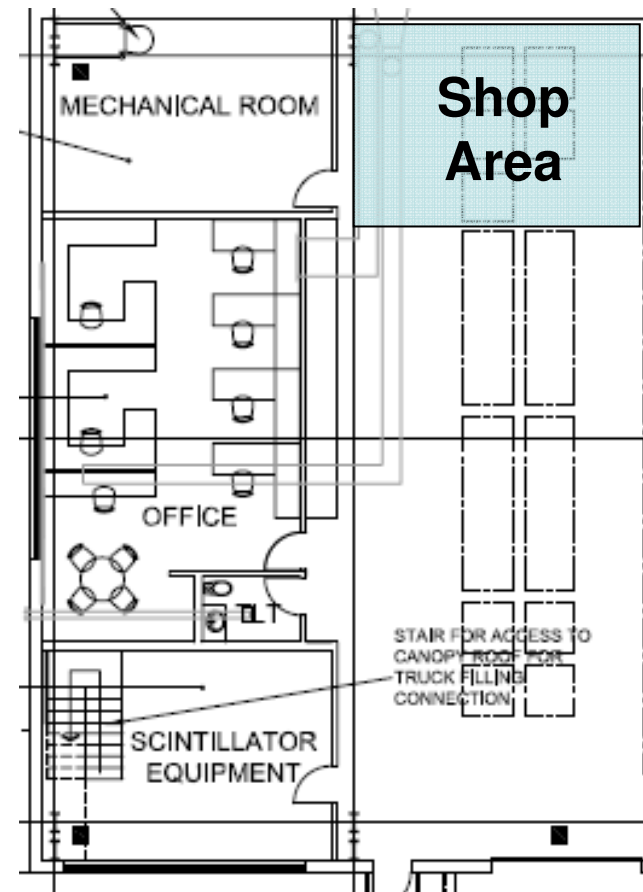 Shop
Area
MECHANICAL ROOM
OFFICE
TLT
STAIR FOR ACCESS TO
CANOPY ROOF FOR
TRUCK FILLING
CONNECTION
SCINTILLATOR
EQUIPMENT